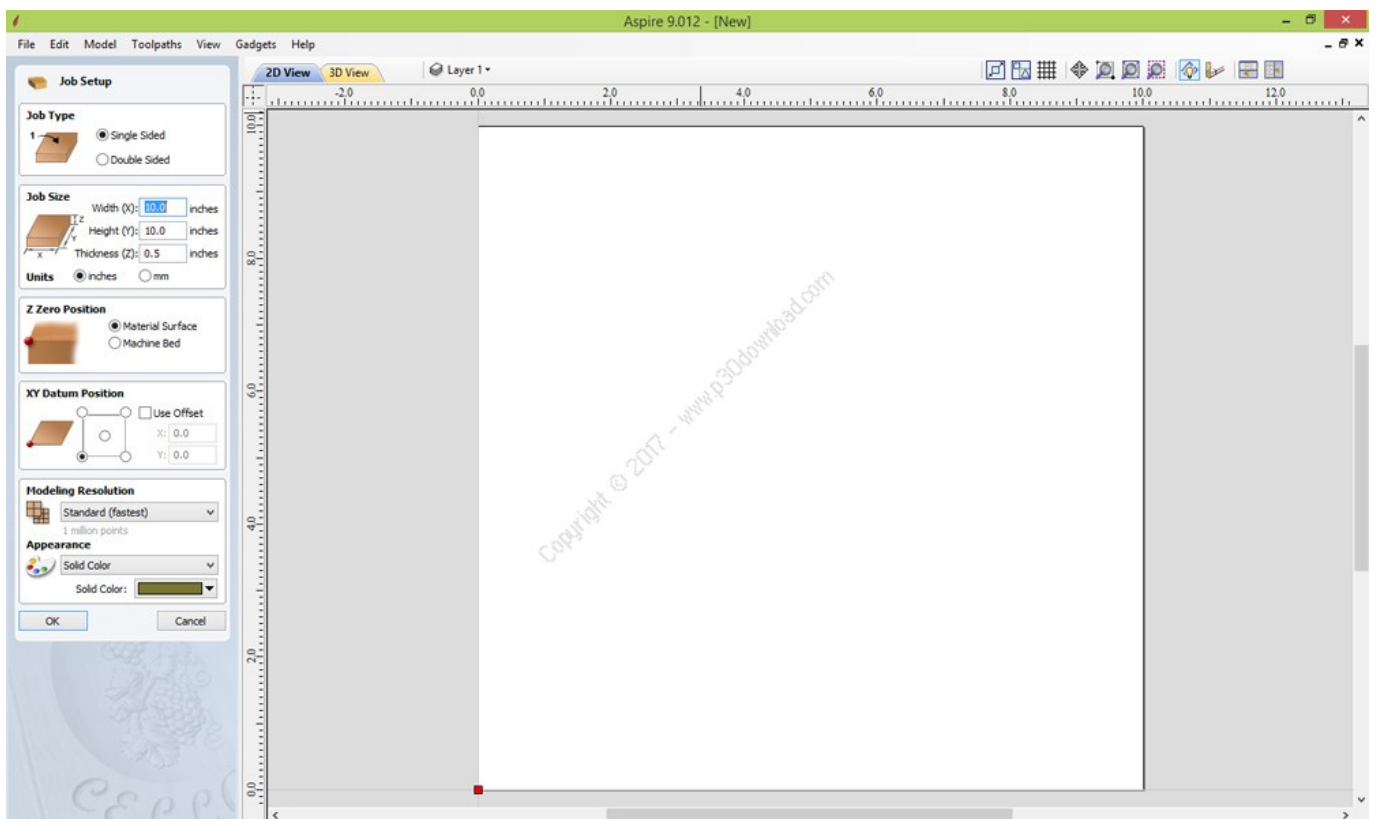 Aspire 9.012 - [New]
File Edit Model Toolpaths View Gadgets Help
Job Setup
Job Type
1
Single Sided
Double Sided
Job Size
Width (X): 10.0 inches
Height (Y): 10.0 inches
Thickness (Z): 0.5 inches
Z
Y
X
Units inches mm
Z Zero Position
Material Surface
Machine Bed
XY Datum Position
Use Offset
X: 0.0
Y: 0.0
Modeling Resolution
Standard (fastest)
1 million points
Appearance
Solid Color
Solid Color:
OK Cancel
2D View 3D View Layer 1
-2.0 0.0 2.0 4.0 6.0 8.0 10.0 12.0
10.0
8.0
6.0
4.0
2.0
0.0
Copyright © 2017 - www.p30download.com